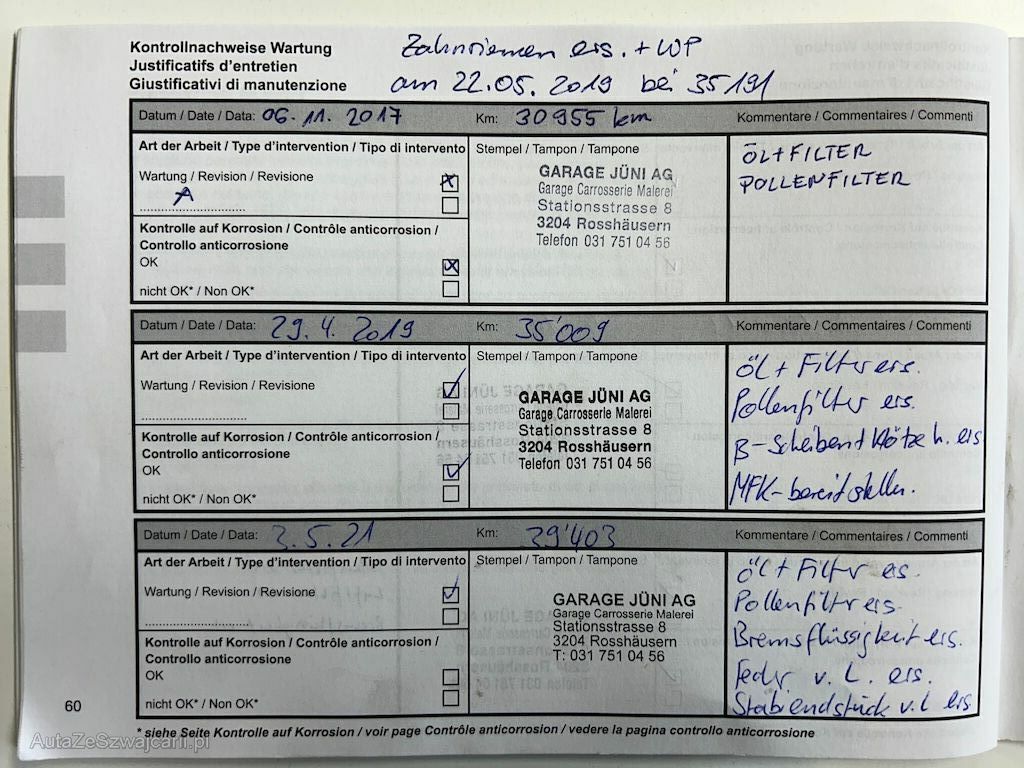 Kontrollnachweise Wartung
Justificatifs d'entretien
Giustificativi di manutenzione
Zahnriemen ers. + WP
am 22.05.2019 bei 35191
Datum / Date / Data: 06.11.2017 Km: 30955 km Kommentare / Commentaires / Commenti
Art der Arbeit / Type d'intervention / Tipo di intervento
Wartung / Revision / Revisione
A
Kontrolle auf Korrosion / Contrôle anticorrosion /
Controllo anticorrosione
OK
nicht OK* / Non OK*
Stempel / Tampon / Tampone
GARAGE JÜNI AG
Garage Carrosserie Malerei
Stationsstrasse 8
3204 Rosshäusern
Telefon 031 751 04 56
ÖL+FILTER
POLLENFILTER
Datum / Date / Data: 29.4.2019 Km: 35'009 Kommentare / Commentaires / Commenti
Art der Arbeit / Type d'intervention / Tipo di intervento
Wartung / Revision / Revisione
Kontrolle auf Korrosion / Contrôle anticorrosion /
Controllo anticorrosione
OK
nicht OK* / Non OK*
Stempel / Tampon / Tampone
GARAGE JÜNI AG
Garage Carrosserie Malerei
Stationsstrasse 8
3204 Rosshäusern
Telefon 031 751 04 56
Öl + Filter ers.
Pollenfilter ers.
B-Scheiben+Klötze h. ers
MFK-bereitstellen.
Datum / Date / Data: 3.5.21 Km: 39'403 Kommentare / Commentaires / Commenti
Art der Arbeit / Type d'intervention / Tipo di intervento
Wartung / Revision / Revisione
Kontrolle auf Korrosion / Contrôle anticorrosion /
Controllo anticorrosione
OK
nicht OK* / Non OK*
Stempel / Tampon / Tampone
GARAGE JÜNI AG
Garage Carrosserie Malerei
Stationsstrasse 8
3204 Rosshäusern
T: 031 751 04 56
Öl + Filter es.
Pollenfiltr ers.
Bremsflüssigkeit ers.
Feder v. L. ers.
Stabiendstück v.L ers.
60
* siehe Seite Kontrolle auf Korrosion / voir page Contrôle anticorrosion / vedere la pagina controllo anticorrosione
AutaZeSzwajcarii.pl